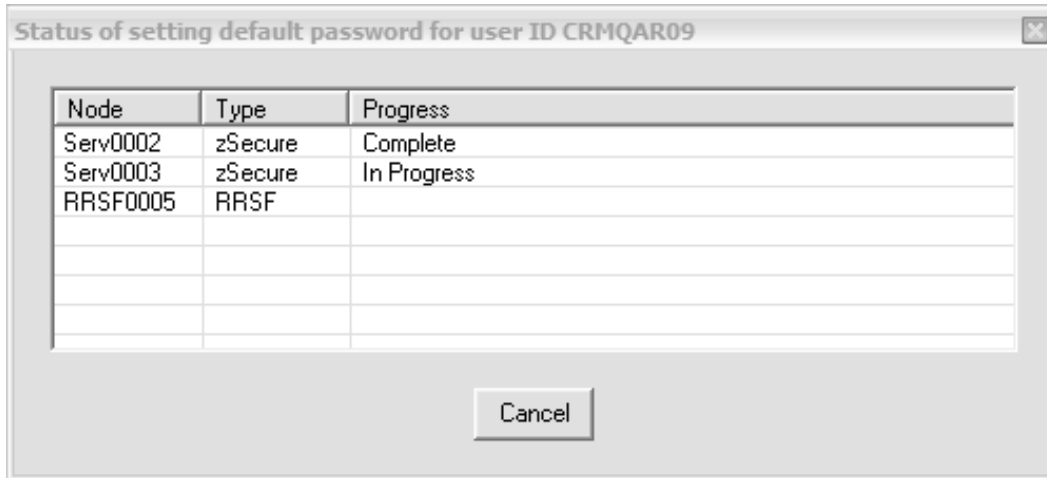 Status of setting default password for user ID CRMQAR09
Node Type Progress
Serv0002 zSecure Complete
Serv0003 zSecure In Progress
RRSF0005 RRSF
Cancel